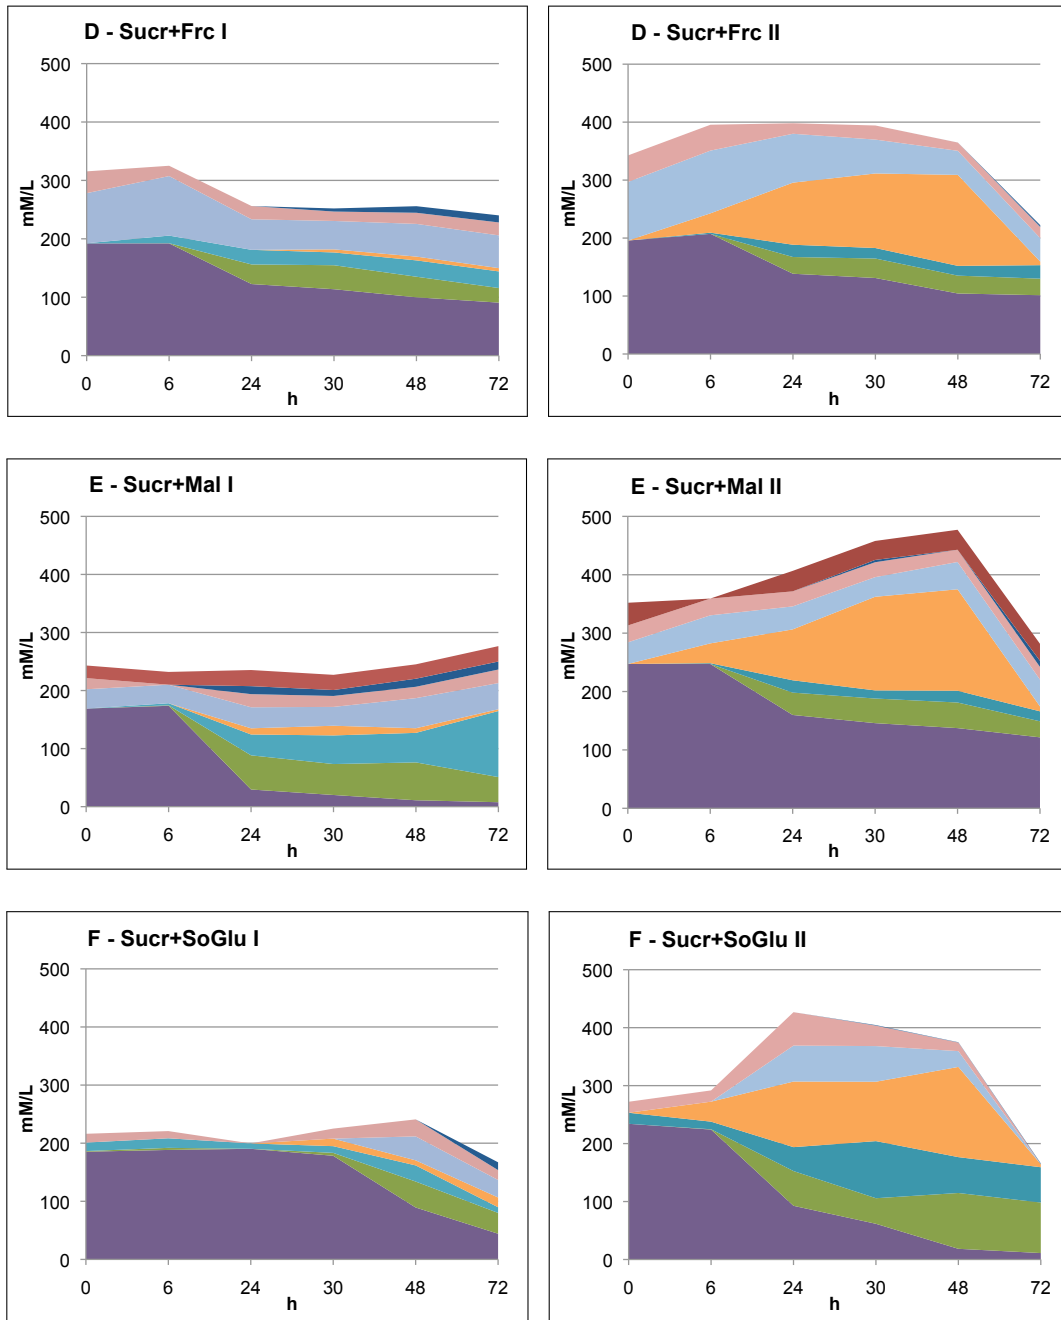 D - Sucr+Frc I
500
400
300
200
100
0
mM/L
0 6 24 30 48 72
h
D - Sucr+Frc II
500
400
300
200
100
0
mM/L
0 6 24 30 48 72
h
E - Sucr+Mal I
500
400
300
200
100
0
mM/L
0 6 24 30 48 72
h
E - Sucr+Mal II
500
400
300
200
100
0
mM/L
0 6 24 30 48 72
h
F - Sucr+SoGlu I
500
400
300
200
100
0
mM/L
0 6 24 30 48 72
h
F - Sucr+SoGlu II
500
400
300
200
100
0
mM/L
0 6 24 30 48 72
h